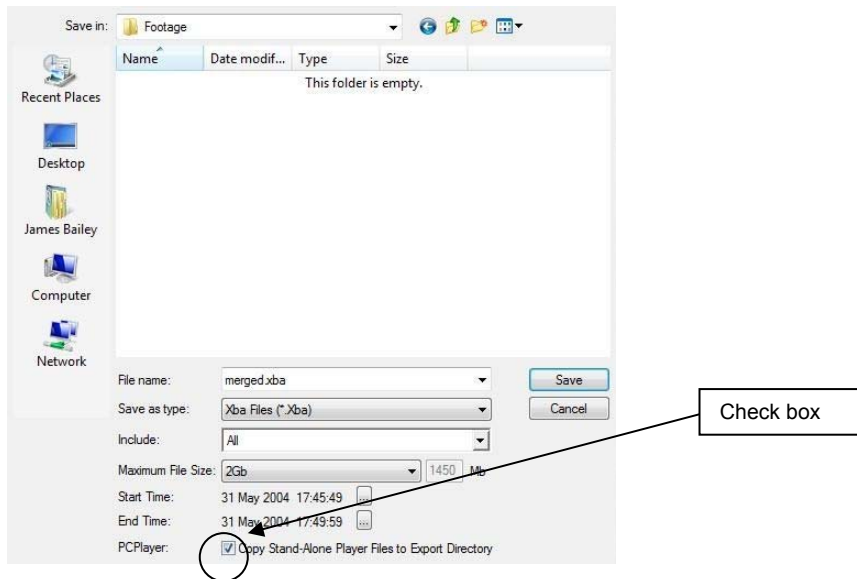 Save in: Footage
Name Date modif... Type Size
This folder is empty.
Recent Places
Desktop
James Bailey
Computer
Network
File name: merged.xba Save
Save as type: Xba Files (*.Xba) Cancel
Include: All
Check box
Maximum File Size: 2Gb 1450 Mb
Start Time: 31 May 2004 17:45:49 ...
End Time: 31 May 2004 17:49:59 ...
PCPlayer: Copy Stand-Alone Player Files to Export Directory